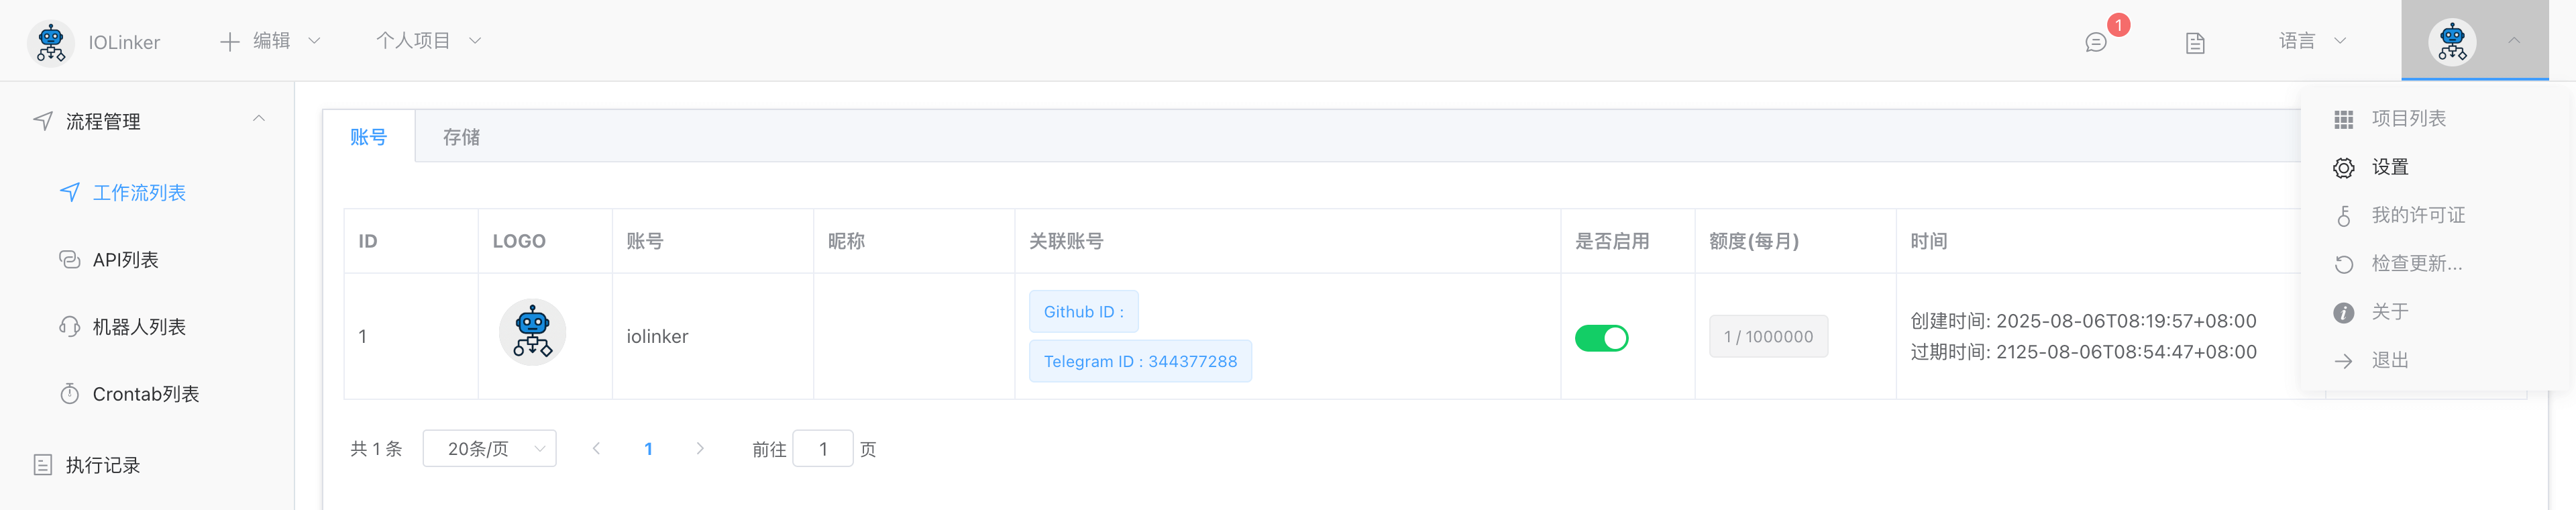 IOLinker
编辑
个人项目
1
语言
流程管理
工作流列表
API列表
机器人列表
Crontab列表
执行记录
账号
存储
ID
LOGO
账号
昵称
关联账号
是否启用
额度(每月)
时间
1
iolinker
Github ID :
Telegram ID : 344377288
1 / 1000000
创建时间: 2025-08-06T08:19:57+08:00
过期时间: 2125-08-06T08:54:47+08:00
共 1 条
20条/页
1
前往 1 页
项目列表
设置
我的许可证
检查更新...
关于
退出